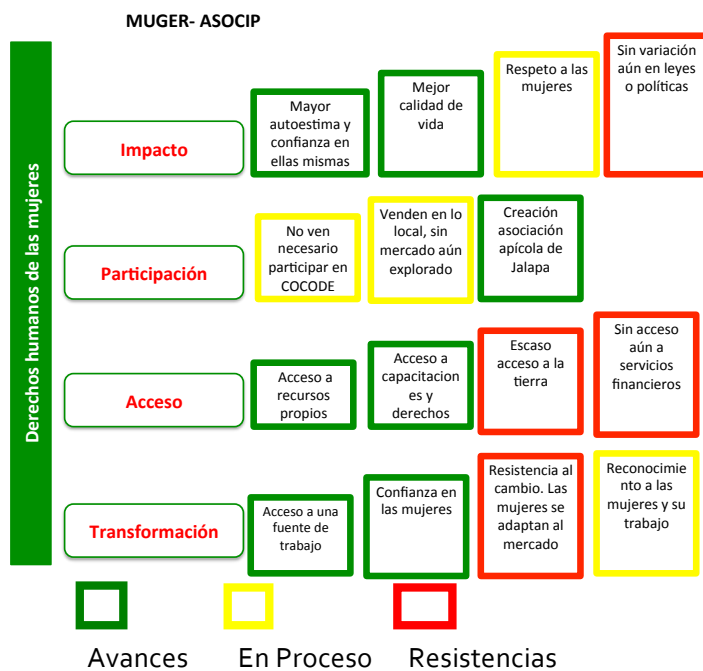 MUGER- ASOCIP
Derechos humanos de las mujeres
Impacto
Mayor
autoestima y
confianza en
ellas mismas
Mejor
calidad de
vida
Respeto a las
mujeres
Sin variación
aún en leyes
o políticas
Participación
No ven
necesario
participar en
COCODE
Venden en lo
local, sin
mercado aún
explorado
Creación
asociación
apícola de
Jalapa
Acceso
Acceso a
recursos
propios
Acceso a
capacitacion
es y
derechos
Escaso
acceso a la
tierra
Sin acceso
aún a
servicios
financieros
Transformación
Acceso a una
fuente de
trabajo
Confianza en
las mujeres
Resistencia al
cambio. Las
mujeres se
adaptan al
mercado
Reconocimie
nto a las
mujeres y su
trabajo
Avances
En Proceso
Resistencias